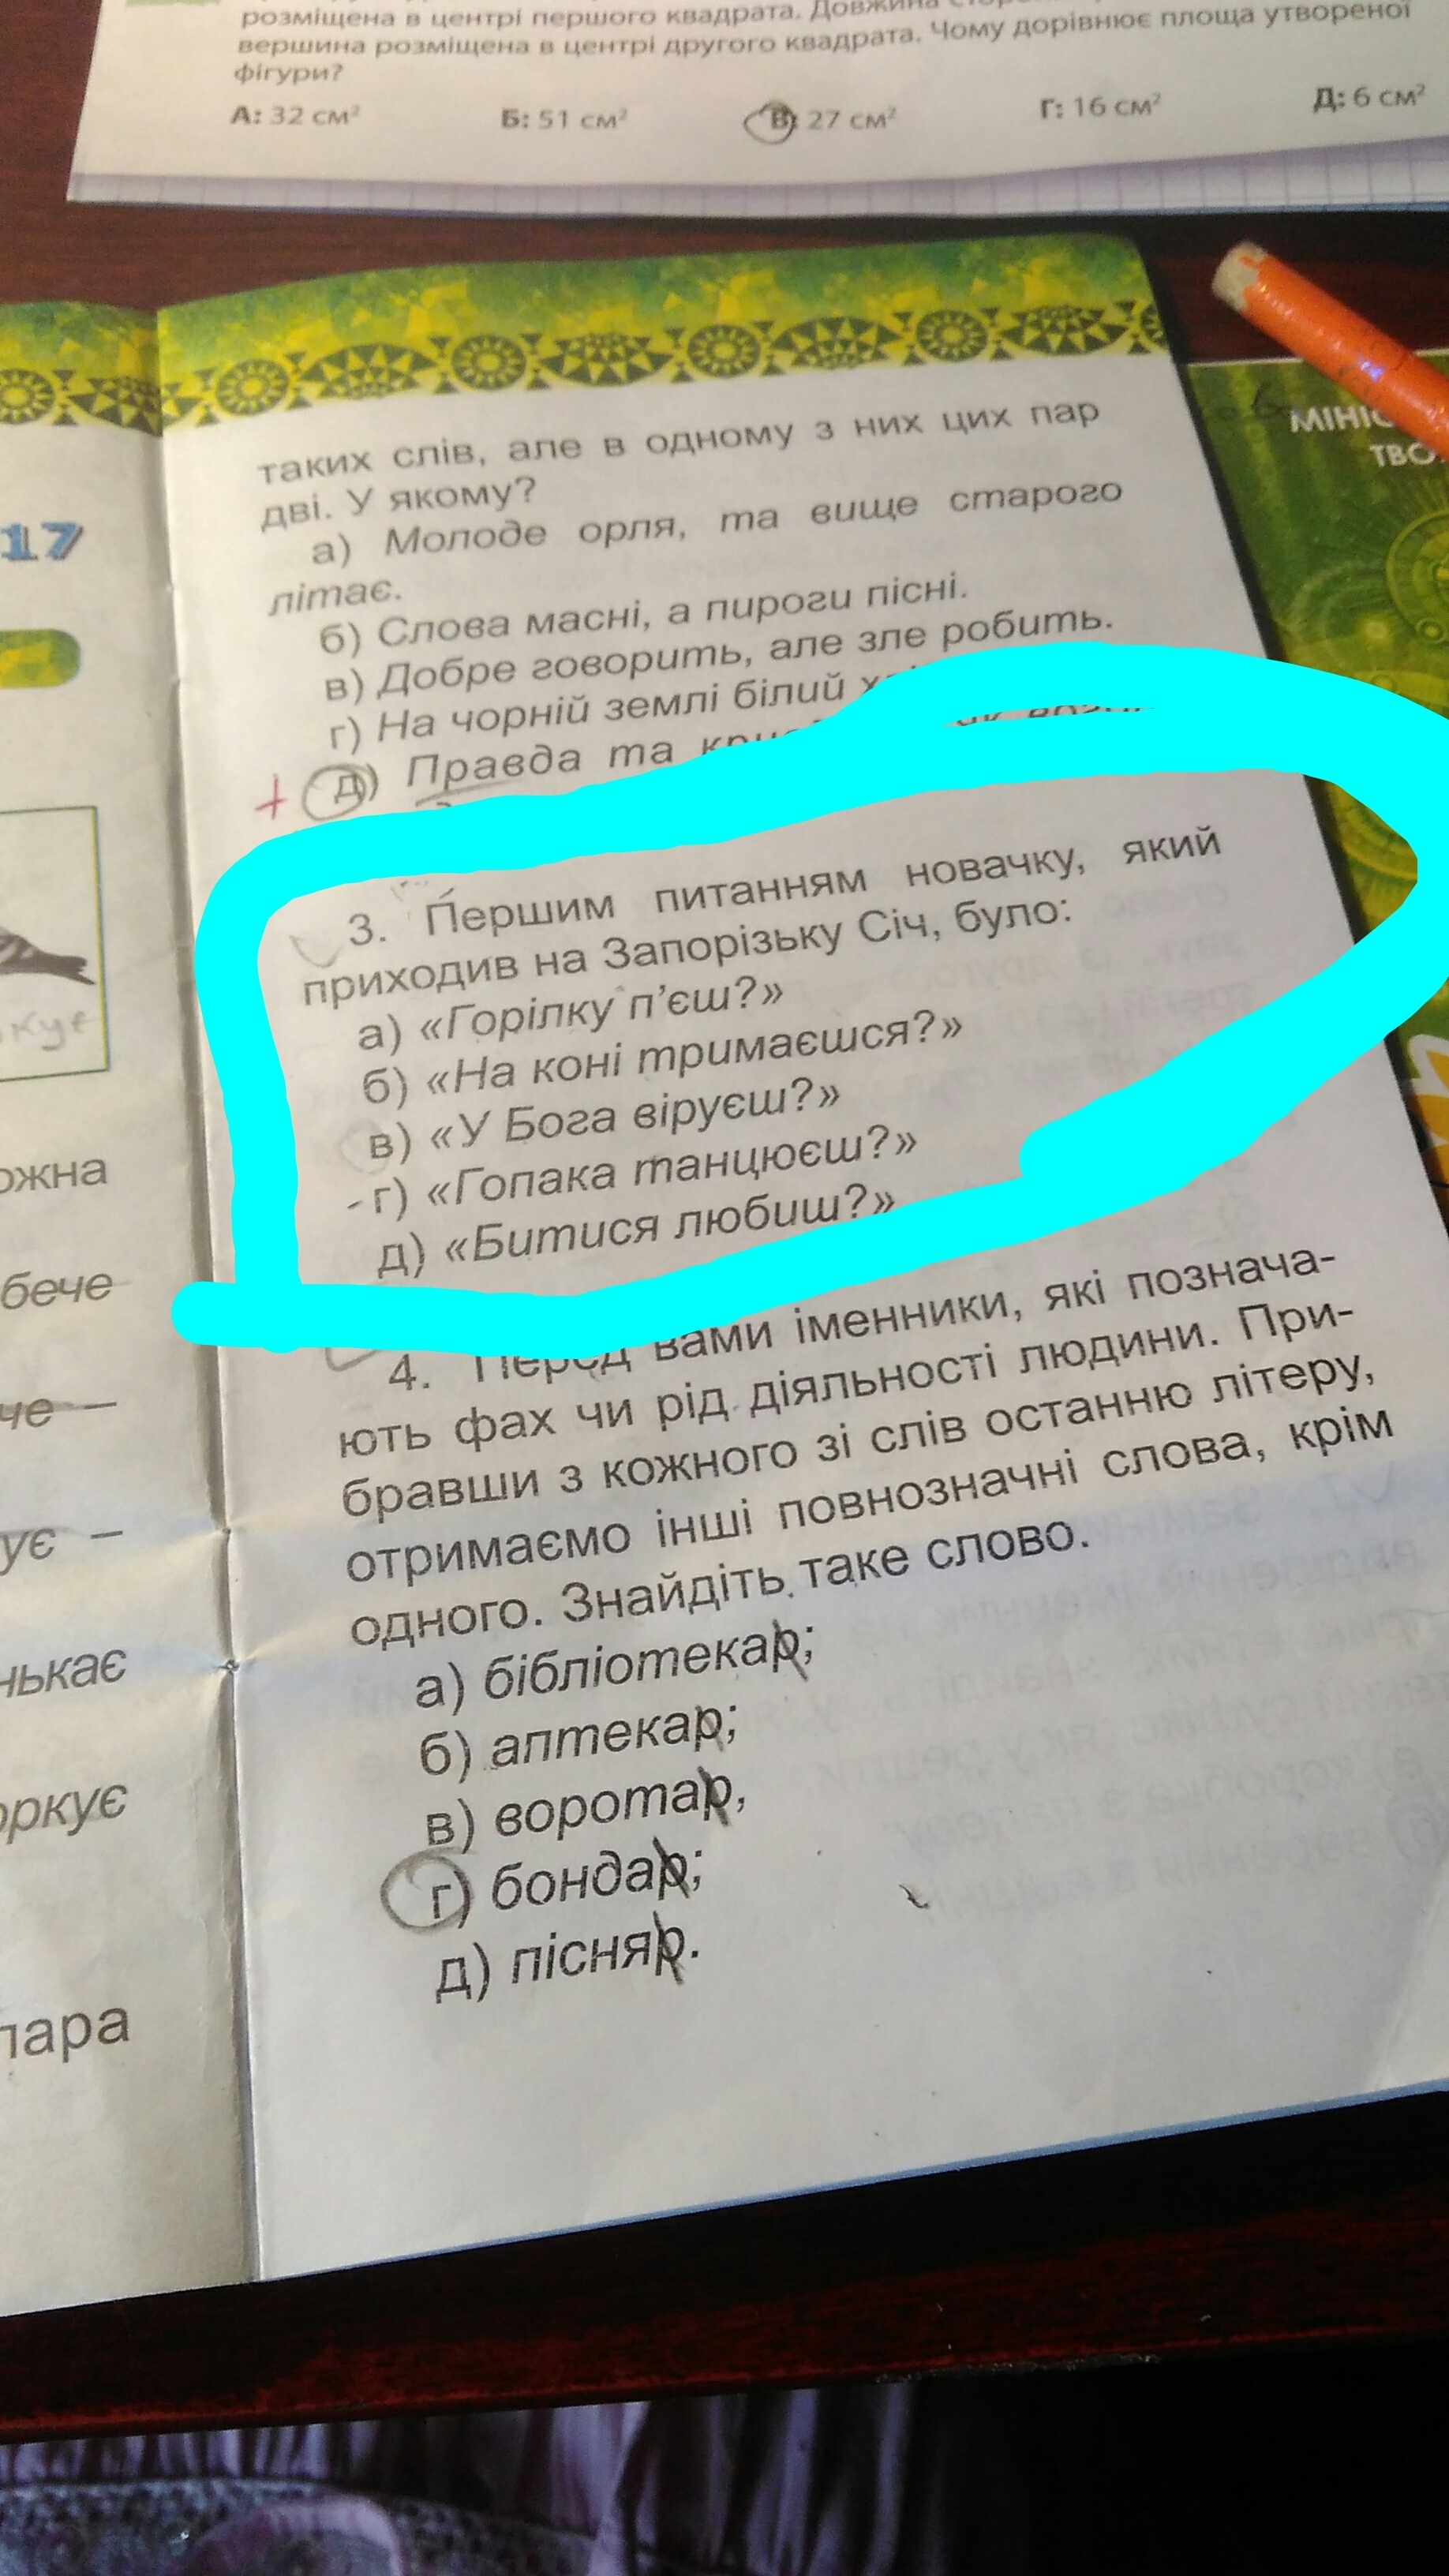 розміщена в центрі першого квадрата. Довжина
вершина розміщена в центрі другого квадрата. Чому дорівнює площа утвореної
фігури?
А: 32 см² Б: 51 см² В: 27 см² Г: 16 см² Д: 6 см²
таких слів, але в одному з них цих пар
дві. У якому?
а) Молоде орля, та вище старого
літає.
б) Слова масні, а пироги пісні.
в) Добре говорить, але зле робить.
г) На чорній землі білий
+ д) Правда та
3. Першим питанням новачку, який
приходив на Запорізьку Січ, було:
а) «Горілку п’єш?»
б) «На коні тримаєшся?»
в) «У Бога віруєш?»
г) «Гопака танцюєш?»
д) «Битися любиш?»
4. Перед вами іменники, які познача-
ють фах чи рід діяльності людини. При-
бравши з кожного зі слів останню літеру,
отримаємо інші повнозначні слова, крім
одного. Знайдіть таке слово.
а) бібліотекар;
б) аптекар;
в) воротар,
г) бондар;
д) пісняр.
17
ожна
бече
че –
ує –
нькає
оркує
пара
МІНІС
ТВО